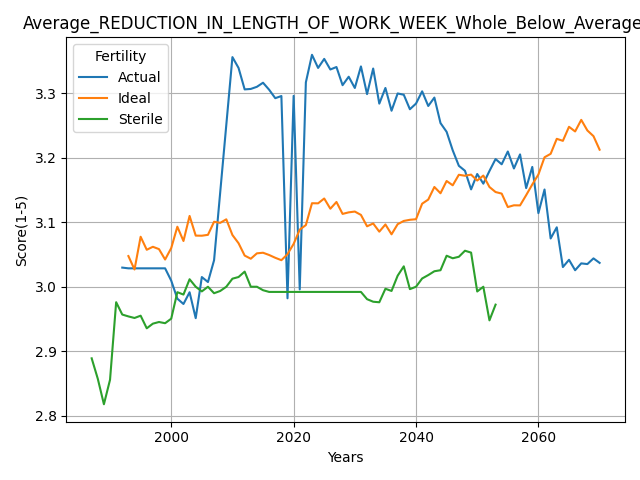 Average_REDUCTION_IN_LENGTH_OF_WORK_WEEK_Whole_Below_Average
Fertility
Actual
Ideal
Sterile
3.3
3.2
3.1
3.0
2.9
2.8
Score(1-5)
2000
2020
2040
2060
Years